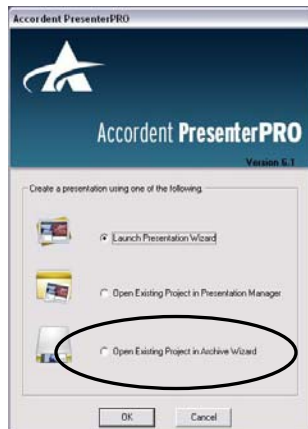 Accordent PresenterPRO
Accordent PresenterPRO
Version 6.1
Create a presentation using one of the following.
Launch Presentation Wizard
Open Existing Project in Presentation Manager
Open Existing Project in Archive Wizard
OK
Cancel